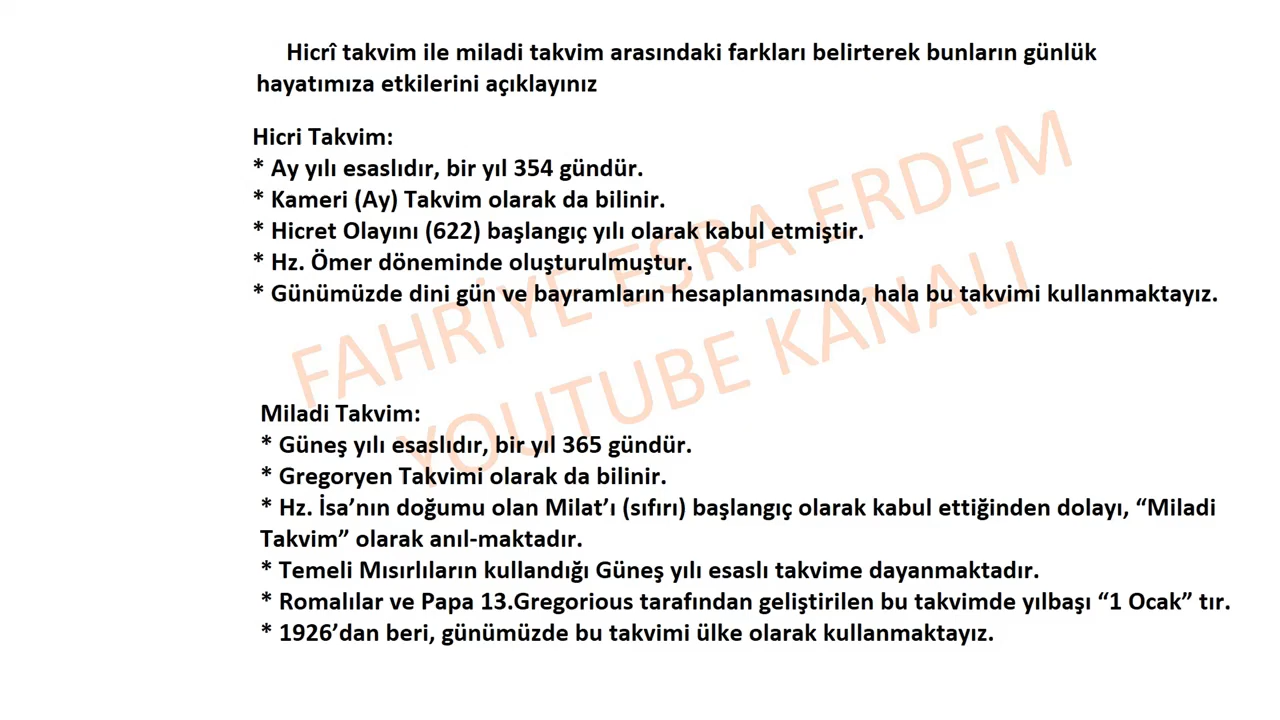 Hicrî takvim ile miladi takvim arasındaki farkları belirterek bunların günlük
hayatımıza etkilerini açıklayınız
Hicri Takvim:
* Ay yılı esaslıdır, bir yıl 354 gündür.
* Kameri (Ay) Takvim olarak da bilinir.
* Hicret Olayını (622) başlangıç yılı olarak kabul etmiştir.
* Hz. Ömer döneminde oluşturulmuştur.
* Günümüzde dini gün ve bayramların hesaplanmasında, hala bu takvimi kullanmaktayız.
FAHRİYE ESRA ERDEM
YOUTUBE KANALI
Miladi Takvim:
* Güneş yılı esaslıdır, bir yıl 365 gündür.
* Gregoryen Takvimi olarak da bilinir.
* Hz. İsa’nın doğumu olan Milat’ı (sıfırı) başlangıç olarak kabul ettiğinden dolayı, “Miladi
Takvim” olarak anıl-maktadır.
* Temeli Mısırlıların kullandığı Güneş yılı esaslı takvime dayanmaktadır.
* Romalılar ve Papa 13.Gregorious tarafından geliştirilen bu takvimde yılbaşı “1 Ocak” tır.
* 1926’dan beri, günümüzde bu takvimi ülke olarak kullanmaktayız.